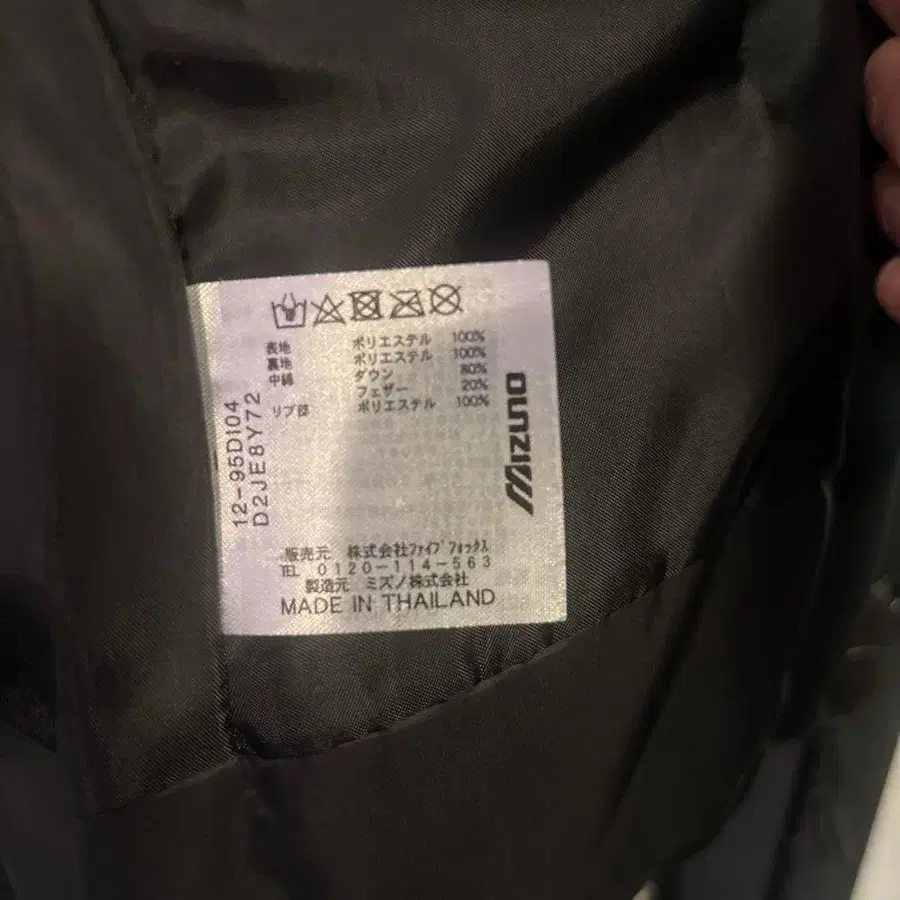 表地 ポリエステル 100%
裏地 ポリエステル 100%
中綿 ダウン 80%
フェザー 20%
リブ部 ポリエステル 100%
12-95D104
D2JE8Y72
MIZUNO
販売元 株式会社ファイブフォックス
TEL 0120-114-563
製造元 ミズノ株式会社
MADE IN THAILAND